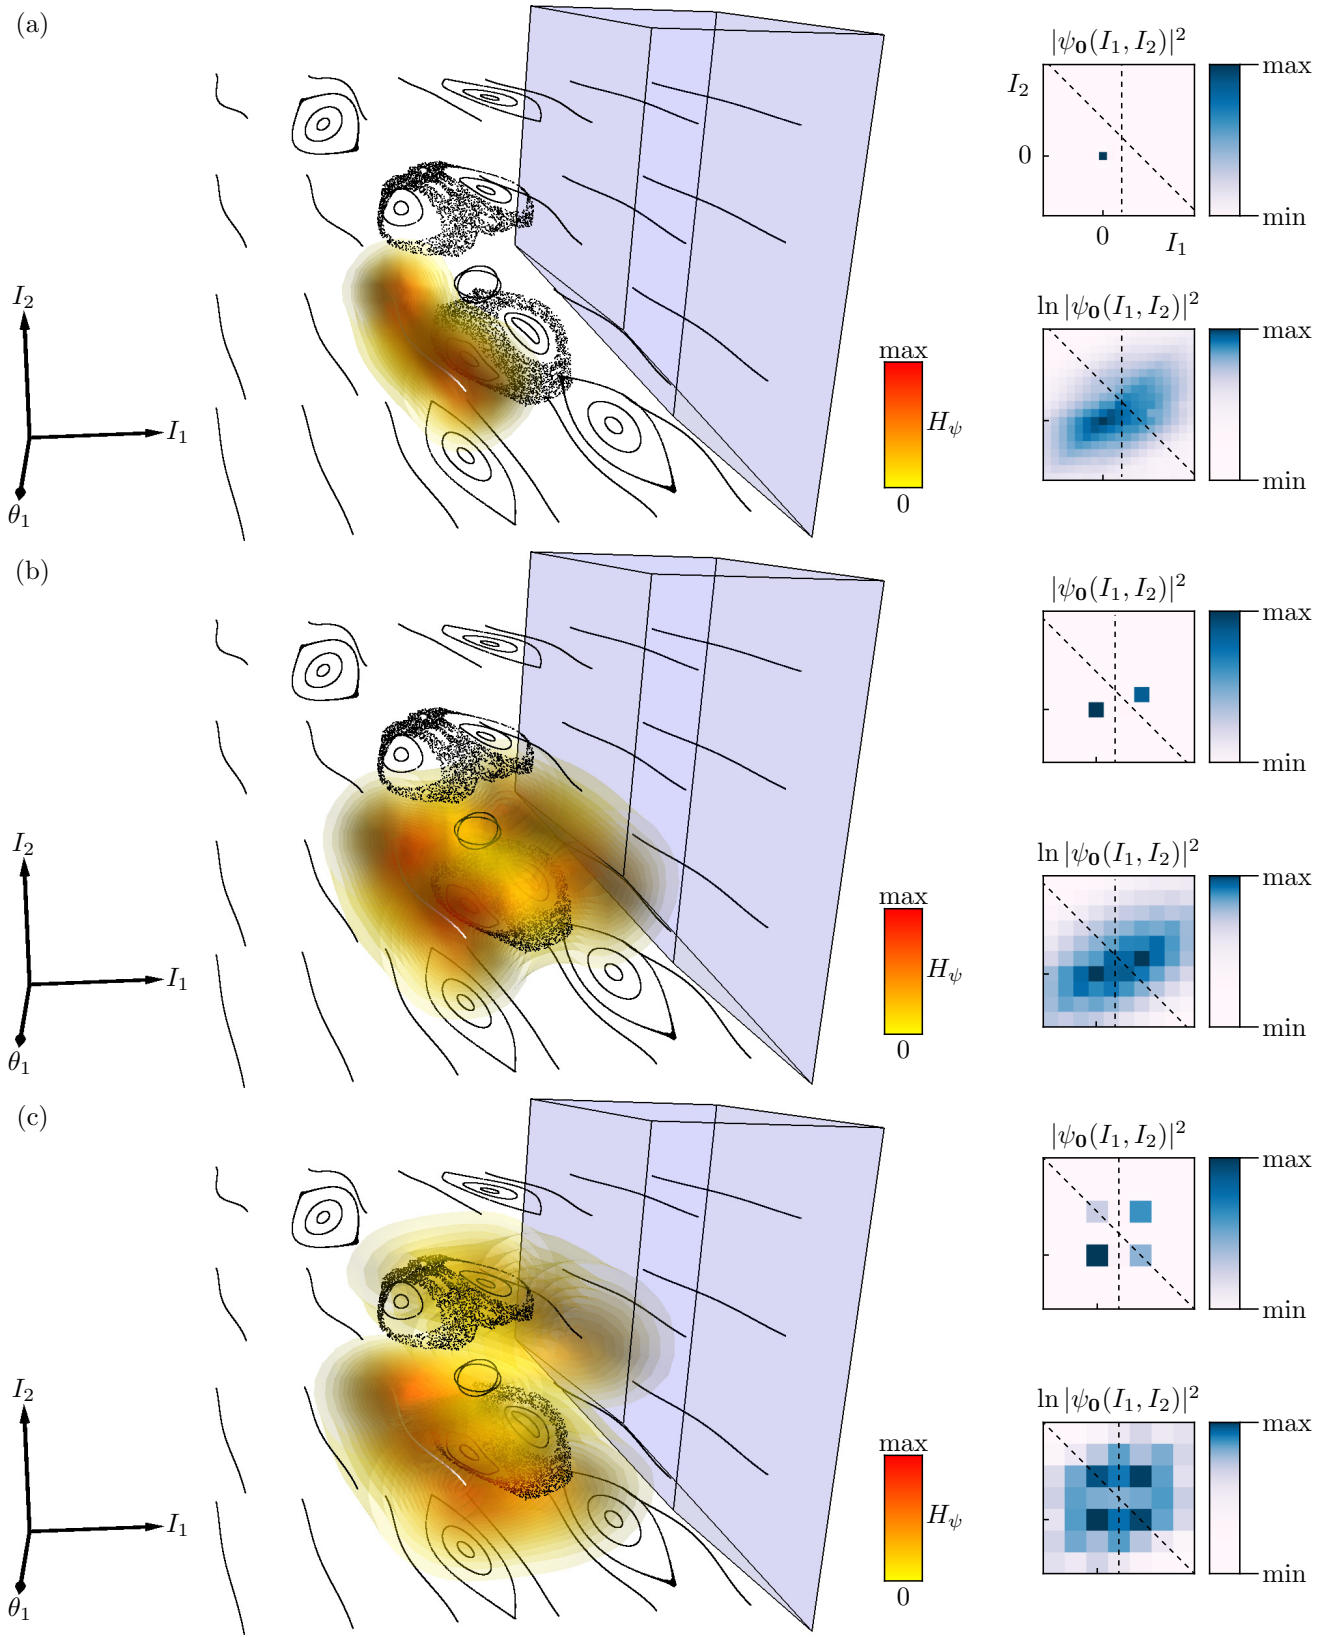 (a)
|ψ₀(I₁, I₂)|²
max
I₂
0
min
0
I₁
I₂
I₁
θ₁
max
H_ψ
0
ln |ψ₀(I₁, I₂)|²
max
min
(b)
|ψ₀(I₁, I₂)|²
max
min
I₂
I₁
θ₁
max
H_ψ
0
ln |ψ₀(I₁, I₂)|²
max
min
(c)
|ψ₀(I₁, I₂)|²
max
min
I₂
I₁
θ₁
max
H_ψ
0
ln |ψ₀(I₁, I₂)|²
max
min